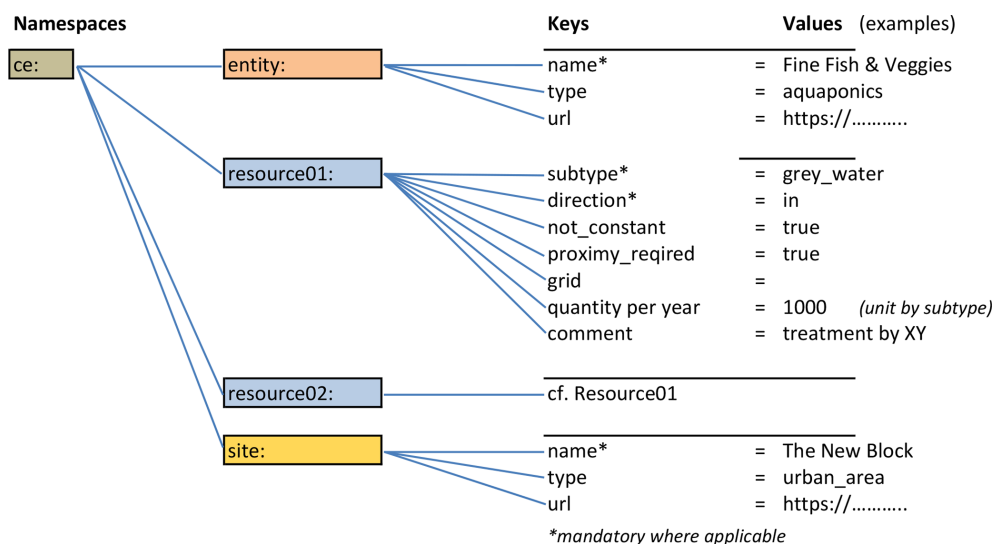 Namespaces Keys Values (examples)
ce: entity: name* = Fine Fish & Veggies
type = aquaponics
url = https://………..
resource01: subtype* = grey_water
direction* = in
not_constant = true
proximy_reqired = true
grid =
quantity per year = 1000 (unit by subtype)
comment = treatment by XY
resource02: cf. Resource01
site: name* = The New Block
type = urban_area
url = https://………..
*mandatory where applicable